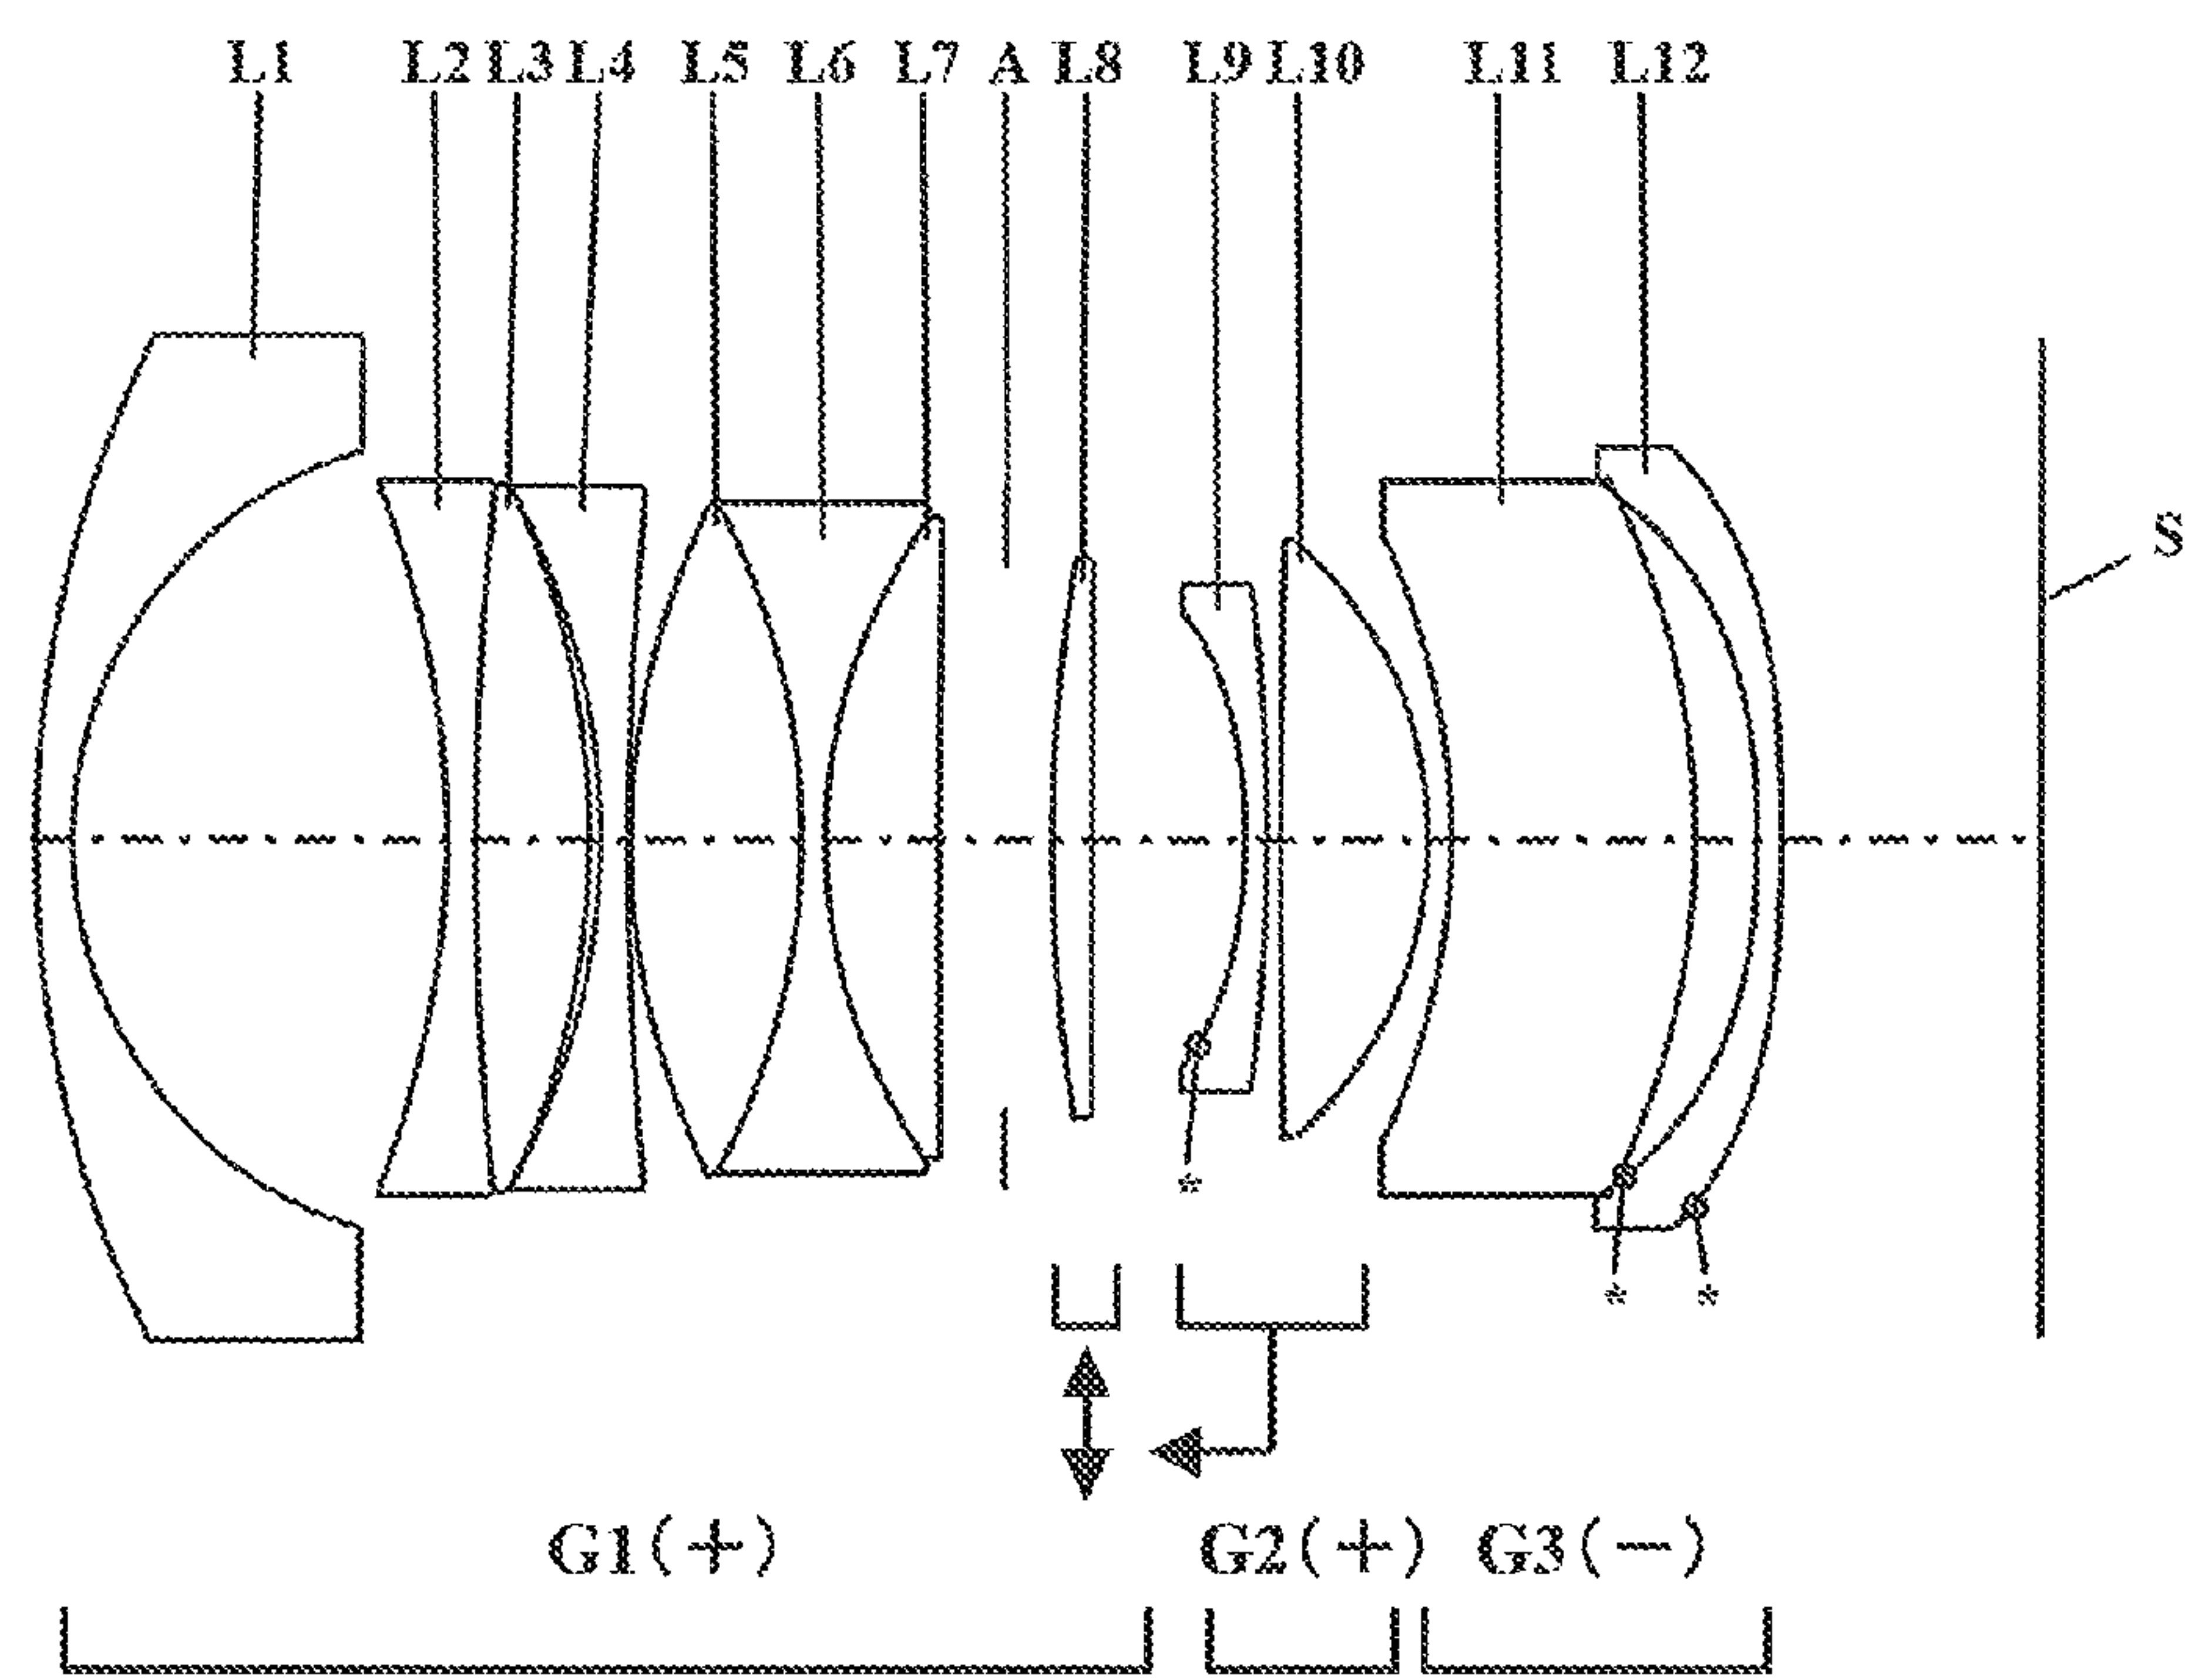 L1 L2 L3 L4 L5 L6 L7 A L8 L9 L10 L11 L12
S
*
* *
G1(+) G2(+) G3(−)